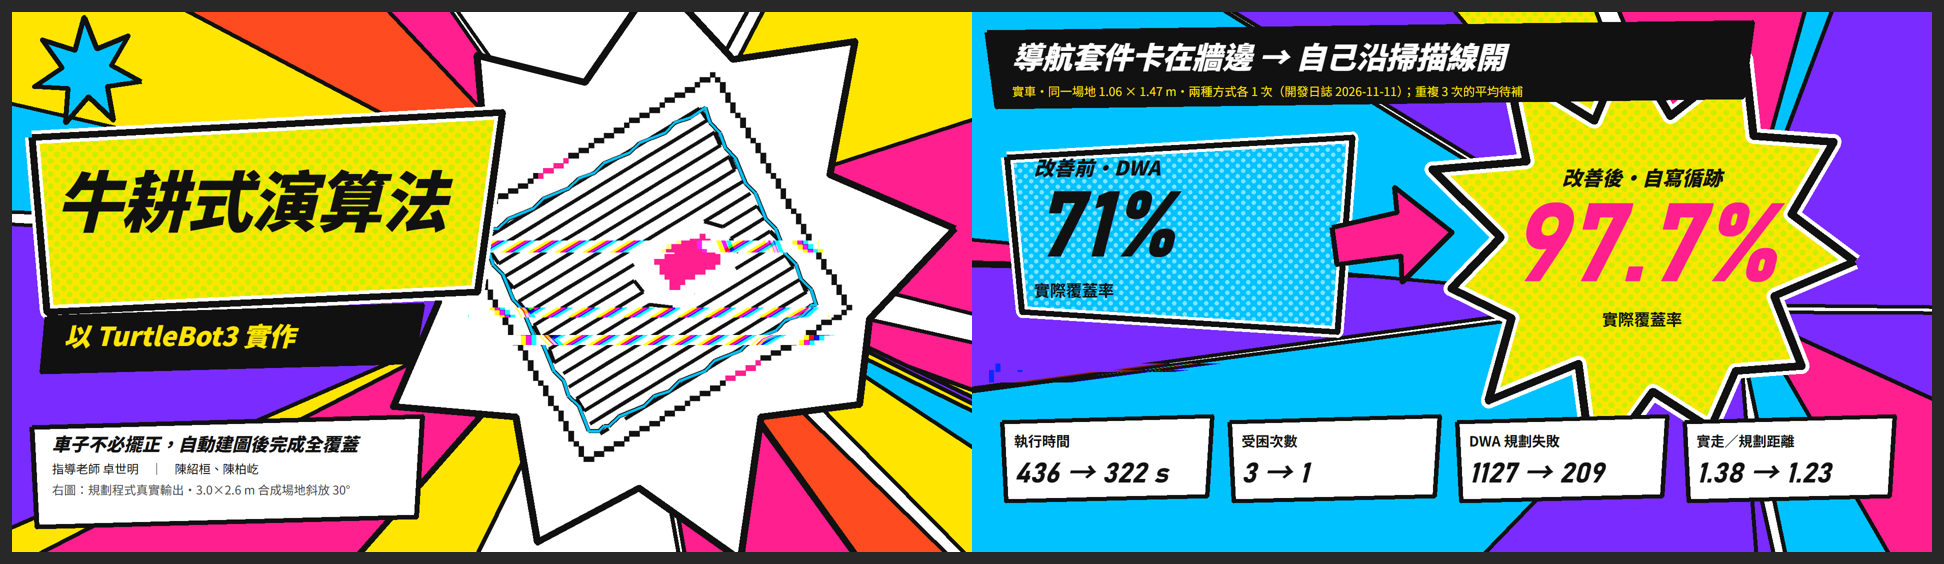 牛耕式演算法
以 TurtleBot3 實作
車子不必擺正，自動建圖後完成全覆蓋
指導老師 卓世明 ｜ 陳紹桓、陳柏屹
右圖：規劃程式真實輸出・3.0×2.6 m 合成場地斜放 30°
導航套件卡在牆邊 → 自己沿掃描線開
實車・同一場地 1.06 × 1.47 m・兩種方式各 1 次（開發日誌 2026-11-11）；重複 3 次的平均待補
改善前・DWA
71%
實際覆蓋率
改善後・自寫循跡
97.7%
實際覆蓋率
執行時間
436 → 322 s
受困次數
3 → 1
DWA 規劃失敗
1127 → 209
實走／規劃距離
1.38 → 1.23